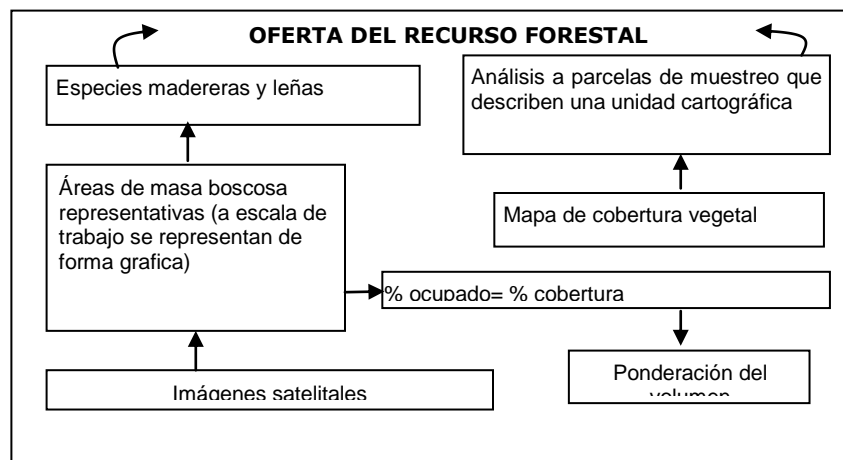 OFERTA DEL RECURSO FORESTAL
Especies madereras y leñas
Análisis a parcelas de muestreo que
describen una unidad cartográfica
Áreas de masa boscosa
representativas (a escala de
trabajo se representan de
forma grafica)
Mapa de cobertura vegetal
% ocupado= % cobertura
Imágenes satelitales
Ponderación del
volumen